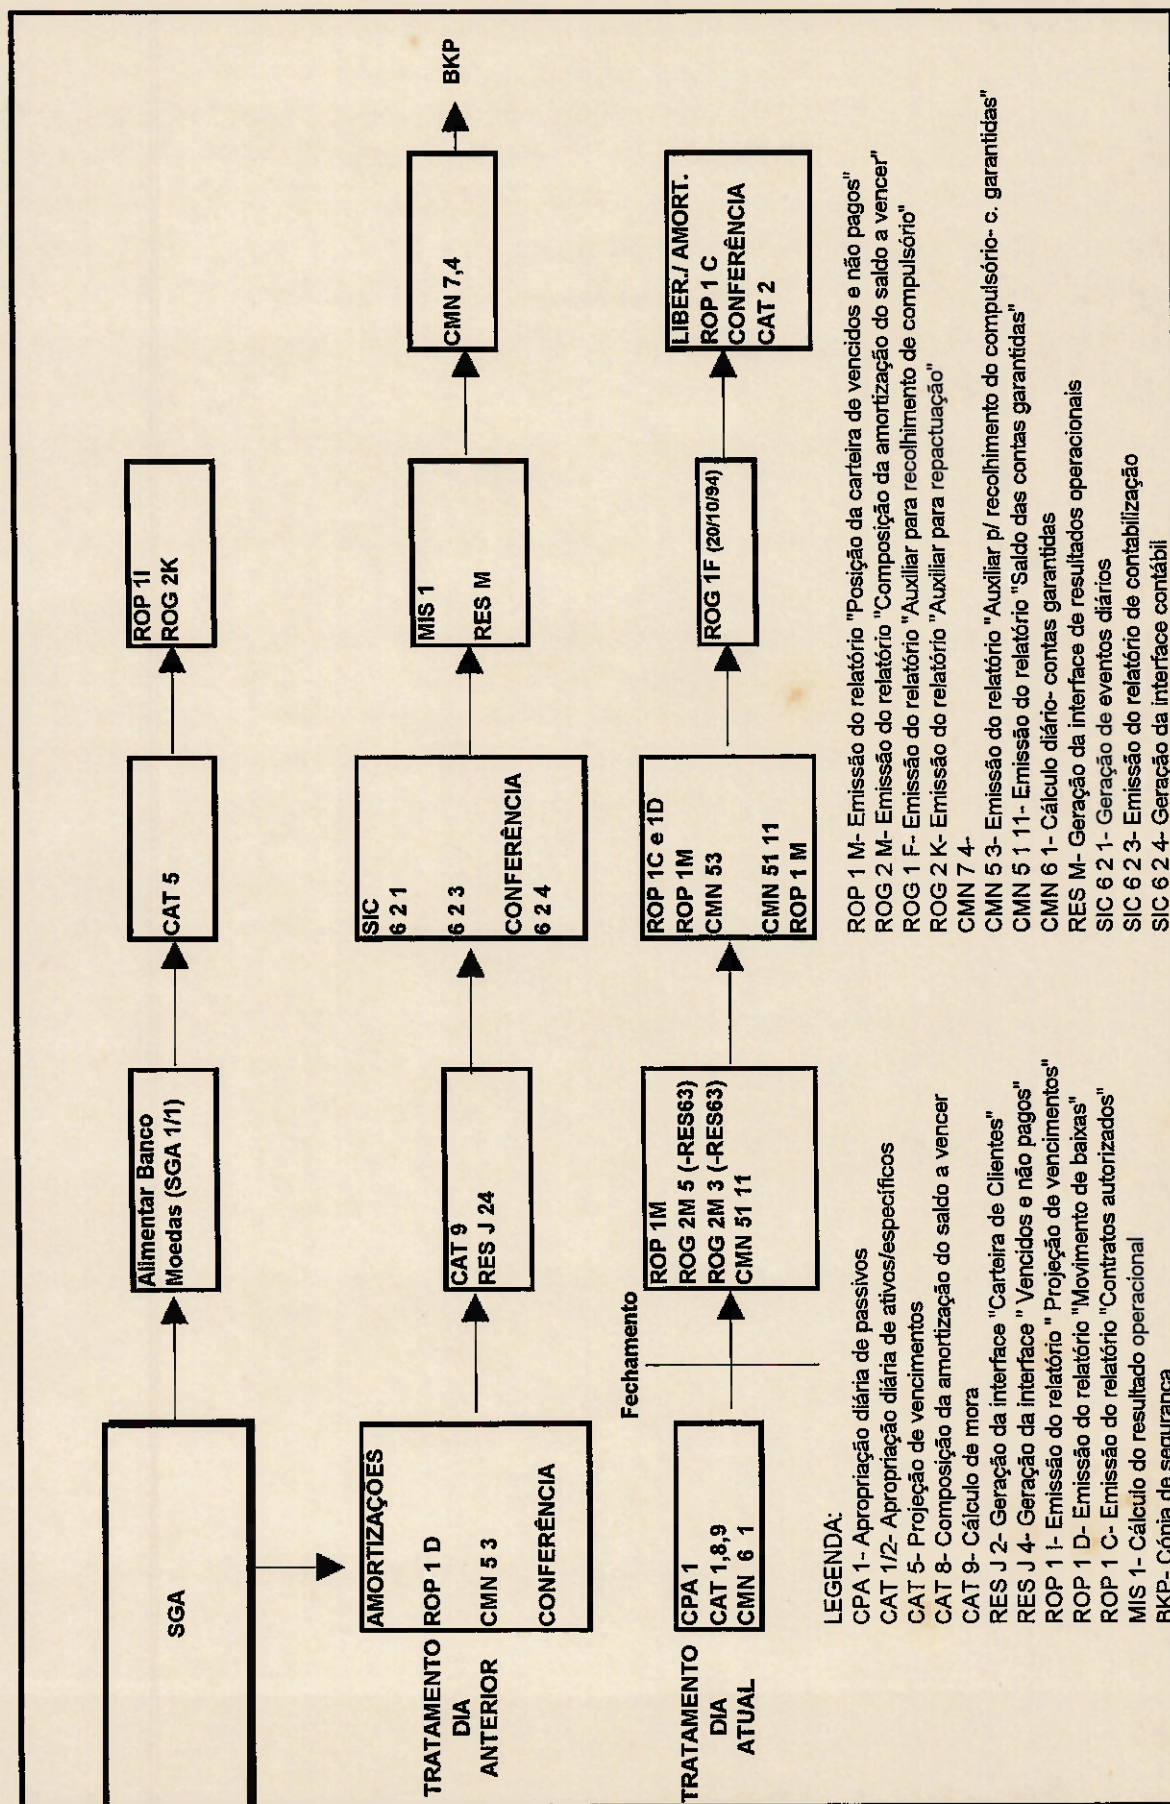 SGA
Alimentar Banco
Moedas (SGA 1/1)
CAT 5
ROP 1I
ROG 2K
TRATAMENTO
DIA
ANTERIOR
AMORTIZAÇÕES
ROP 1 D
CMN 5 3
CONFERÊNCIA
CAT 9
RES J 24
SIC
6 2 1
6 2 3
CONFERÊNCIA
6 2 4
MIS 1
RES M
CMN 7,4
BKP
TRATAMENTO
DIA
ATUAL
CPA 1
CAT 1,8,9
CMN 6 1
Fechamento
ROP 1M
ROG 2M 5 (-RES63)
ROG 2M 3 (-RES63)
CMN 51 11
ROP 1C e 1D
ROP 1M
CMN 53
CMN 51 11
ROP 1 M
ROG 1F (20/10/94)
LIBER./ AMORT.
ROP 1 C
CONFERÊNCIA
CAT 2
LEGENDA:
CPA 1- Apropriação diária de passivos
CAT 1/2- Apropriação diária de ativos/específicos
CAT 5- Projeção de vencimentos
CAT 8- Composição da amortização do saldo a vencer
CAT 9- Cálculo de mora
RES J 2- Geração da interface "Carteira de Clientes"
RES J 4- Geração da interface " Vencidos e não pagos"
ROP 1 I- Emissão do relatório " Projeção de vencimentos"
ROP 1 D- Emissão do relatório "Movimento de baixas"
ROP 1 C- Emissão do relatório "Contratos autorizados"
MIS 1- Cálculo do resultado operacional
BKP- Cópia de segurança
ROP 1 M- Emissão do relatório "Posição da carteira de vencidos e não pagos"
ROG 2 M- Emissão do relatório "Composição da amortização do saldo a vencer"
ROG 1 F- Emissão do relatório "Auxiliar para recolhimento de compulsório"
ROG 2 K- Emissão do relatório "Auxiliar para repactuação"
CMN 7 4-
CMN 5 3- Emissão do relatório "Auxiliar p/ recolhimento do compulsório- c. garantidas"
CMN 5 1 11- Emissão do relatório "Saldo das contas garantidas"
CMN 6 1- Cálculo diário- contas garantidas
RES M- Geração da interface de resultados operacionais
SIC 6 2 1- Geração de eventos diários
SIC 6 2 3- Emissão do relatório de contabilização
SIC 6 2 4- Geração da interface contábil